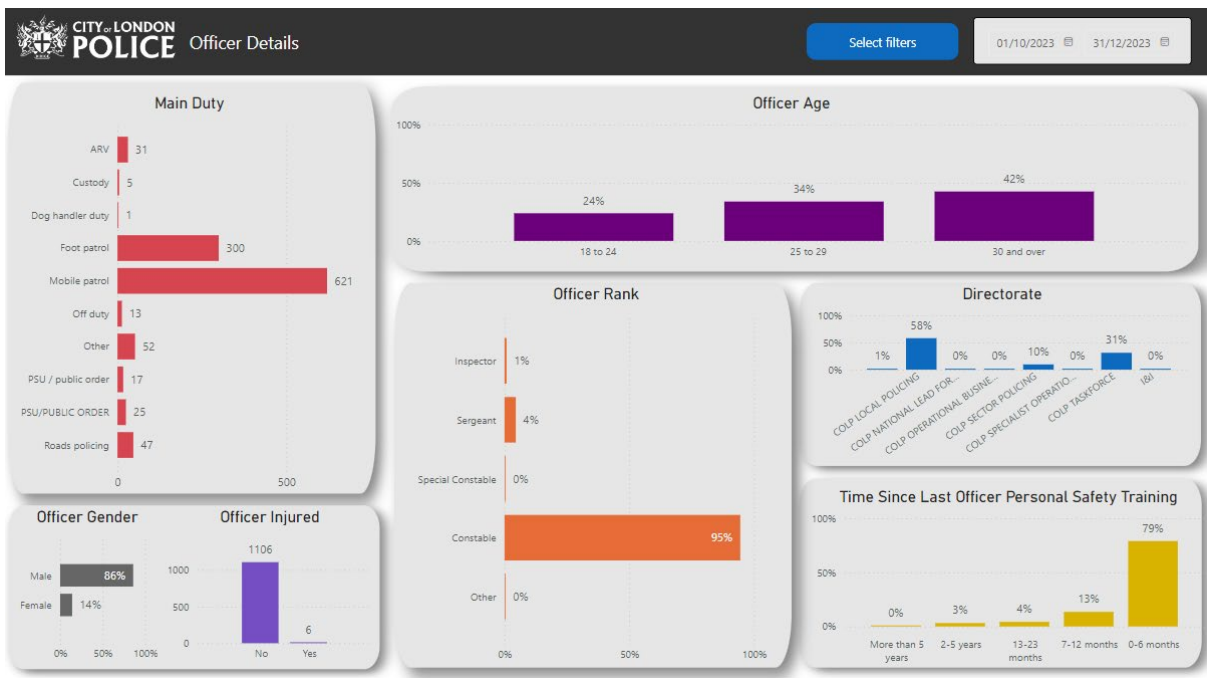 CITY of LONDON
POLICE
Officer Details
Select filters
01/10/2023
31/12/2023
Main Duty
ARV 31
Custody 5
Dog handler duty 1
Foot patrol 300
Mobile patrol 621
Off duty 13
Other 52
PSU / public order 17
PSU/PUBLIC ORDER 25
Roads policing 47
0 500
Officer Age
100%
50%
0%
24% 34% 42%
18 to 24 25 to 29 30 and over
Officer Rank
Inspector 1%
Sergeant 4%
Special Constable 0%
Constable 95%
Other 0%
0% 50% 100%
Directorate
100%
50%
0%
1% 58% 0% 0% 10% 0% 31% 0%
COLP LOCAL POLICING
COLP NATIONAL LEAD FOR...
COLP OPERATIONAL BUSINE...
COLP SECTOR POLICING
COLP SPECIALIST OPERATIO...
COLP TASKFORCE
I&I
Officer Gender
Male 86%
Female 14%
0% 50% 100%
Officer Injured
1000
500
0
1106 6
No Yes
Time Since Last Officer Personal Safety Training
100%
50%
0%
0% 3% 4% 13% 79%
More than 5
years
2-5 years
13-23
months
7-12 months
0-6 months